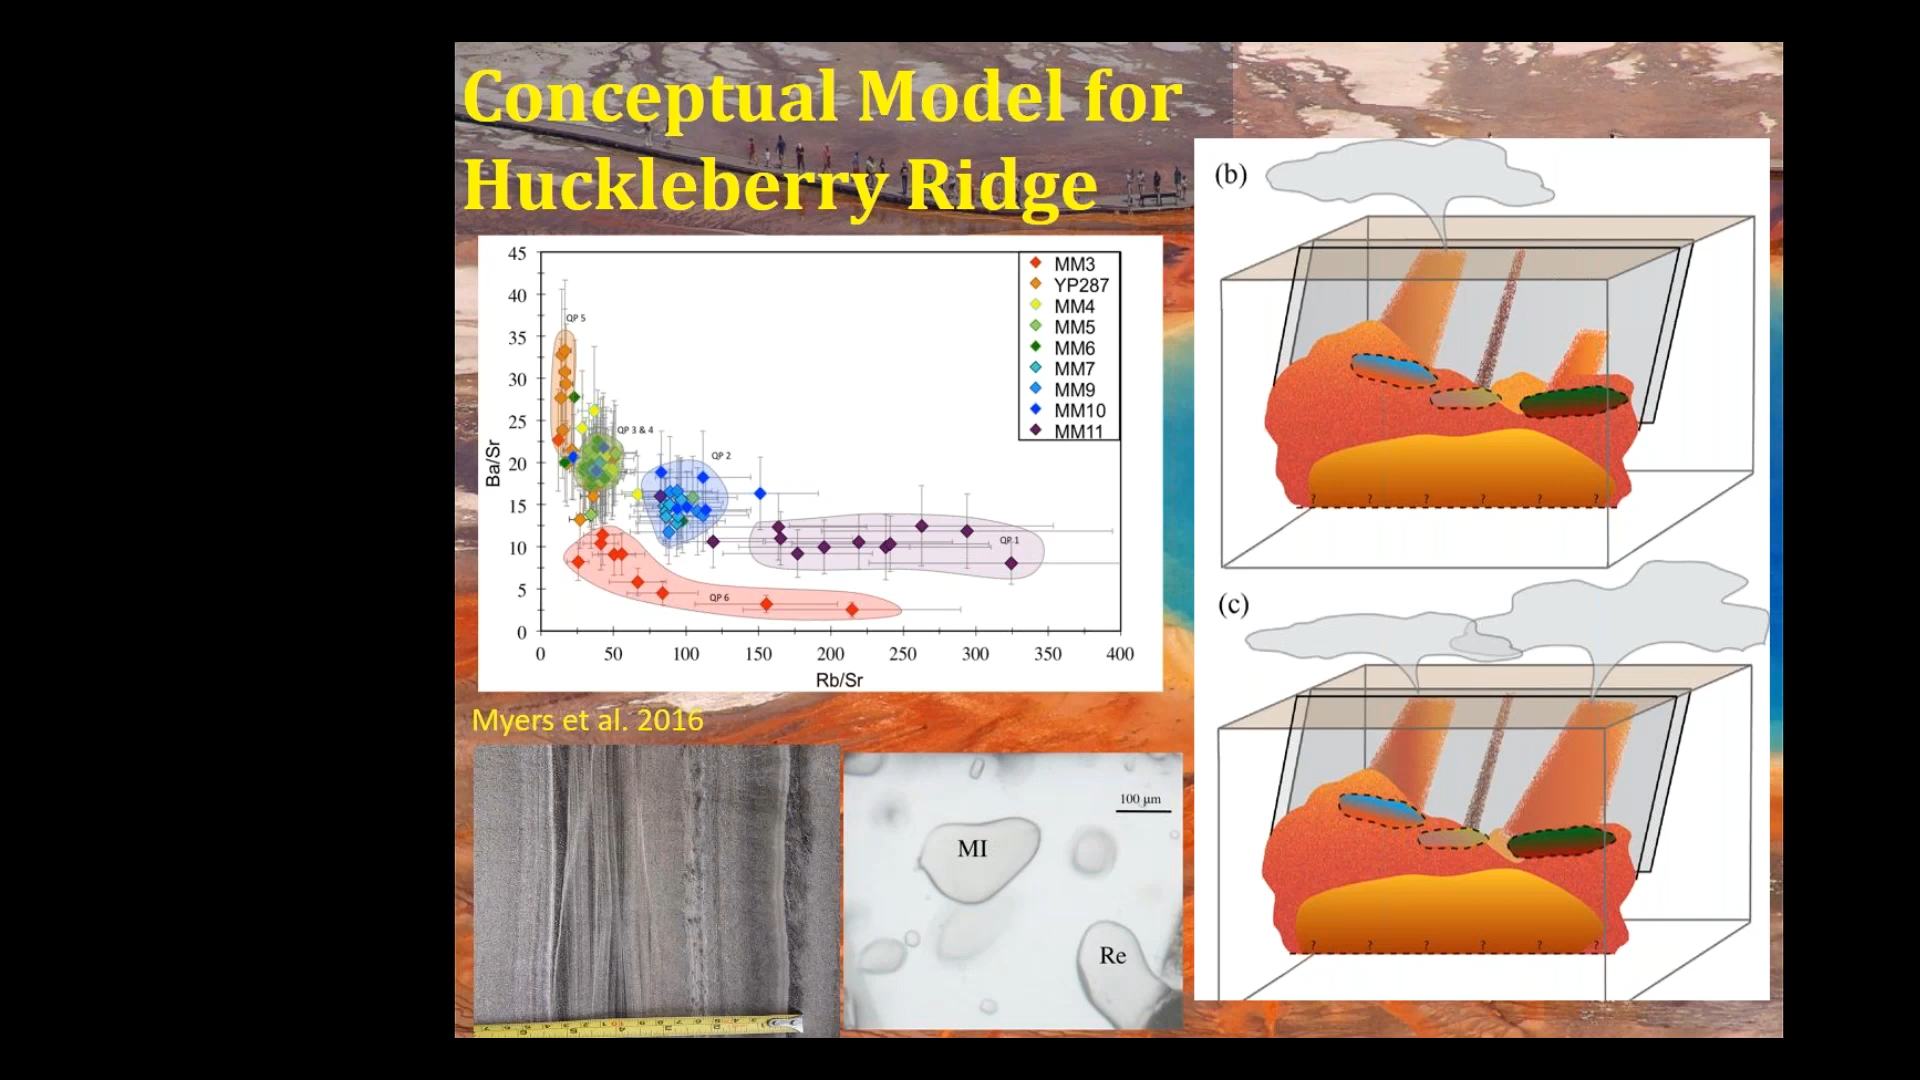 Conceptual Model for
Huckleberry Ridge
45
40
35
30
25
20
15
10
5
0
Ba/Sr
0 50 100 150 200 250 300 350 400
Rb/Sr
QP 5
QP 3 & 4
QP 2
QP 1
QP 6
MM3
YP287
MM4
MM5
MM6
MM7
MM9
MM10
MM11
Myers et al. 2016
100 µm
MI
Re
(b)
? ? ? ? ? ?
(c)
? ? ? ? ? ?